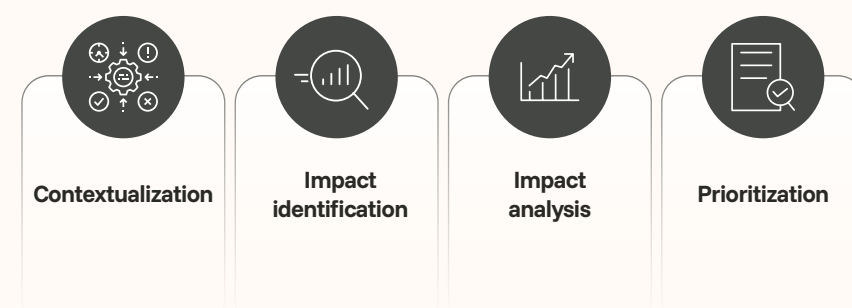 Contextualization
Impact
identification
Impact
analysis
Prioritization